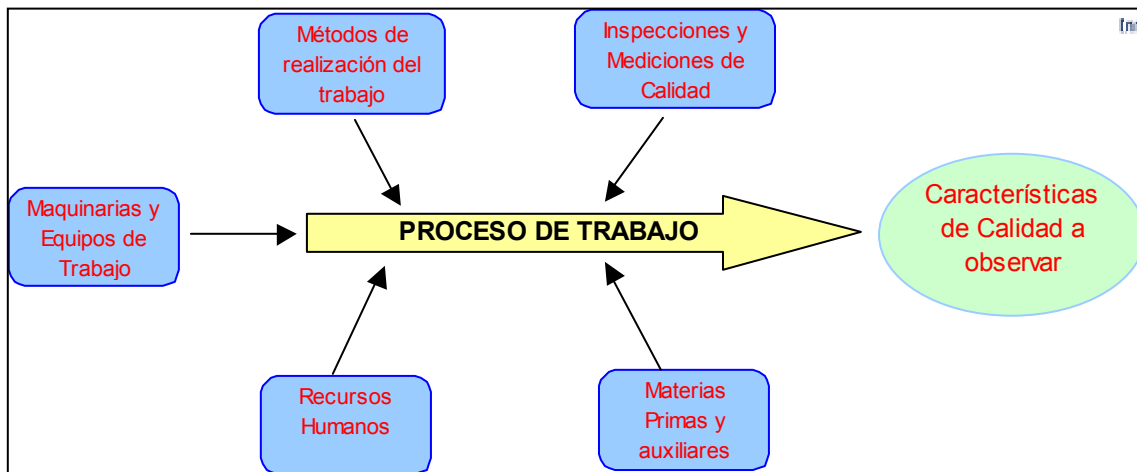 Métodos de
realización del
trabajo
Inspecciones y
Mediciones de
Calidad
Maquinarias y
Equipos de
Trabajo
PROCESO DE TRABAJO
Características
de Calidad a
observar
Recursos
Humanos
Materias
Primas y
auxiliares